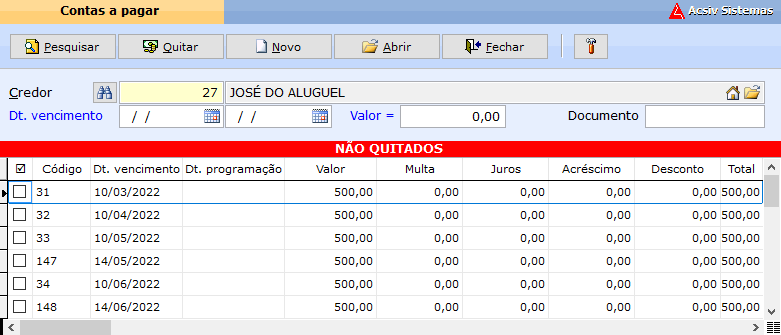 Contas a pagar
Acsiv Sistemas
Pesquisar Quitar Novo Abrir Fechar
Credor 27 JOSÉ DO ALUGUEL
Dt. vencimento / / / / Valor = 0,00 Documento
NÃO QUITADOS
Código Dt. vencimento Dt. programação Valor Multa Juros Acréscimo Desconto Total
31 10/03/2022 500,00 0,00 0,00 0,00 0,00 500,00
32 10/04/2022 500,00 0,00 0,00 0,00 0,00 500,00
33 10/05/2022 500,00 0,00 0,00 0,00 0,00 500,00
147 14/05/2022 500,00 0,00 0,00 0,00 0,00 500,00
34 10/06/2022 500,00 0,00 0,00 0,00 0,00 500,00
148 14/06/2022 500,00 0,00 0,00 0,00 0,00 500,00